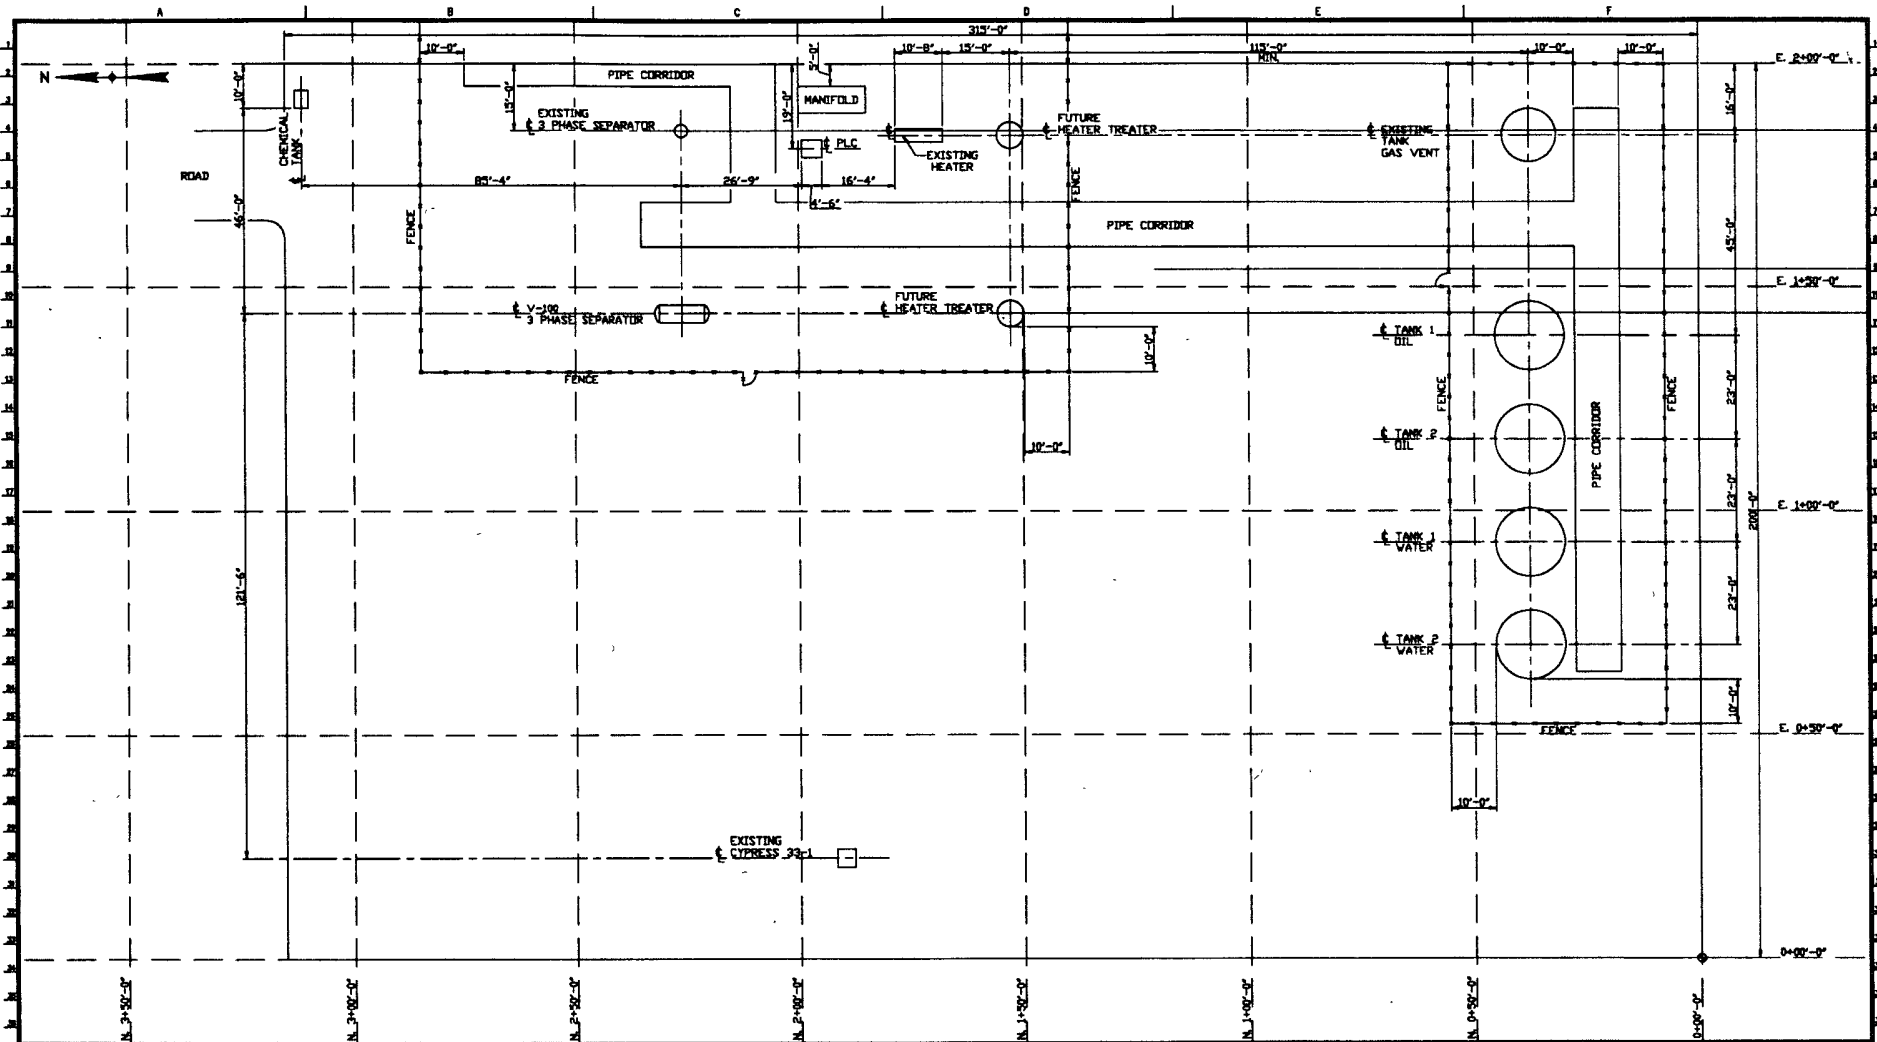 A B C D E F
315'-0"
10'-0"
10'-8"
15'-0"
115'-0"
MIN.
10'-0"
10'-0"
E. 2+00'-0"
N
PIPE CORRIDOR
5'-0"
10'-0"
15'-0"
19'-0"
MANIFOLD
16'-0"
EXISTING
℄ 3 PHASE SEPARATOR
CHEMICAL
TANK
℄
℄ PLC
℄
EXISTING
HEATER
FUTURE
℄ HEATER TREATER
℄ EXISTING
TANK
GAS VENT
ROAD
85'-4"
26'-9"
16'-4"
4'-6"
46'-0"
FENCE
FENCE
PIPE CORRIDOR
45'-0"
E. 1+50'-0"
℄ V-100
3 PHASE SEPARATOR
FUTURE
℄ HEATER TREATER
℄ TANK 1
OIL
10'-0"
FENCE
FENCE
FENCE
23'-0"
℄ TANK 2
OIL
10'-0"
PIPE CORRIDOR
23'-0"
200'-0"
E. 1+00'-0"
℄ TANK 1
WATER
121'-6"
23'-0"
℄ TANK 2
WATER
10'-0"
FENCE
E. 0+50'-0"
10'-0"
EXISTING
℄ CYPRESS 33-1
0+00'-0"
N. 3+50'-0"
N. 3+00'-0"
N. 2+50'-0"
N. 2+00'-0"
N. 1+50'-0"
N. 1+00'-0"
N. 0+50'-0"
0+00'-0"